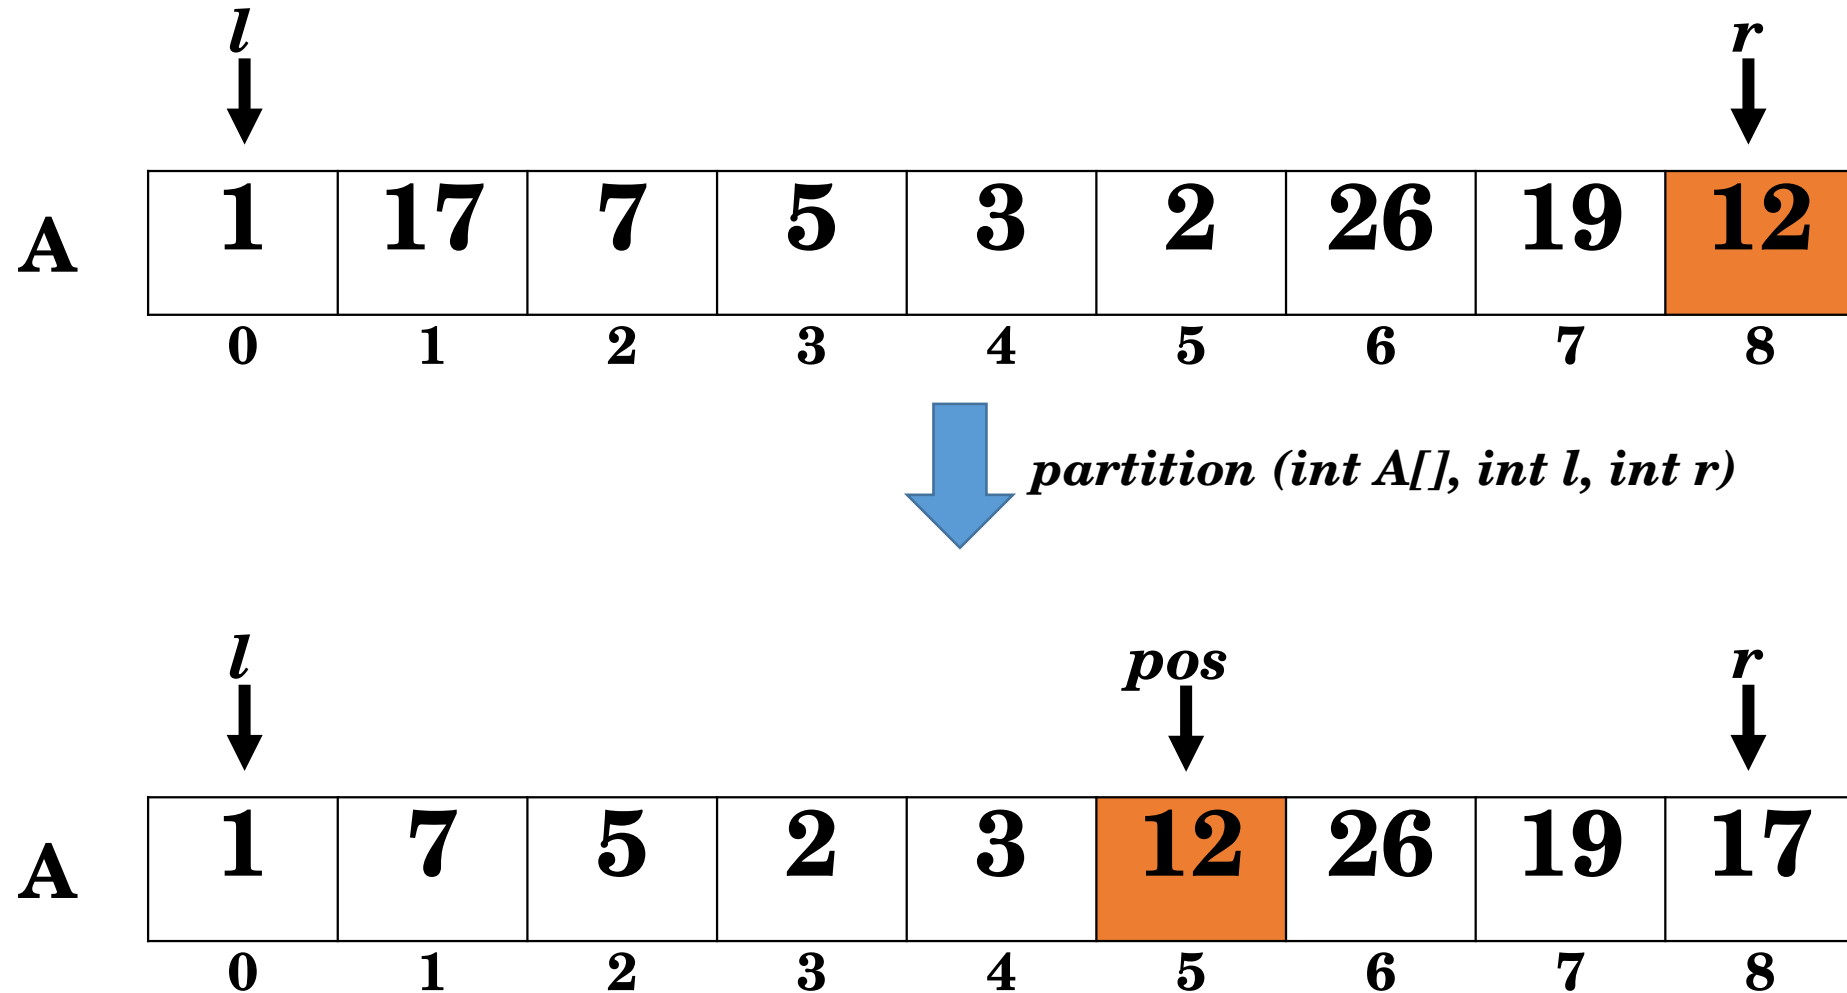 l r
A 1 17 7 5 3 2 26 19 12
0 1 2 3 4 5 6 7 8
partition (int A[], int l, int r)
l pos r
A 1 7 5 2 3 12 26 19 17
0 1 2 3 4 5 6 7 8